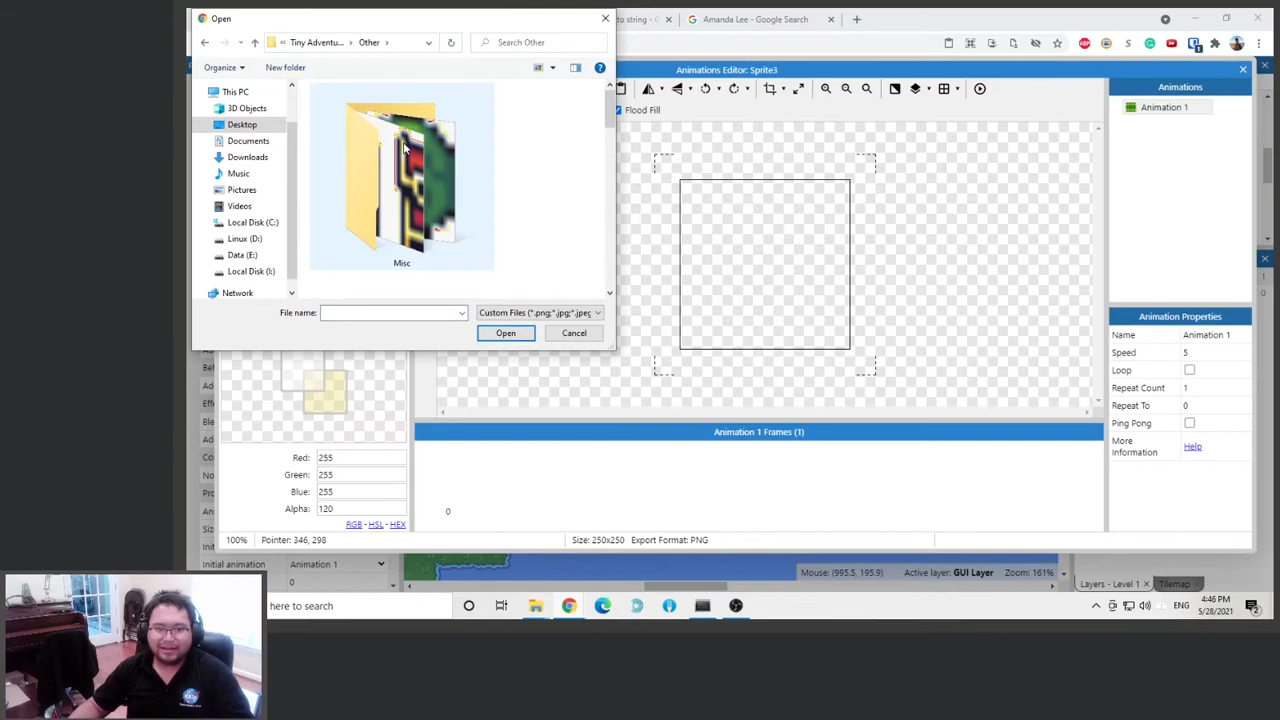 Open
to string -
Amanda Lee - Google Search
Tiny Adventu...
Other
Search Other
Organize
New folder
This PC
3D Objects
Desktop
Documents
Downloads
Music
Pictures
Videos
Local Disk (C:)
Linux (D:)
Data (E:)
Local Disk (I:)
Network
Misc
File name:
Custom Files (*.png;*.jpg;*.jpeg
Open
Cancel
Animations Editor: Sprite3
Flood Fill
Animations
Animation 1
Animation Properties
Name Animation 1
Speed 5
Loop
Repeat Count 1
Repeat To 0
Ping Pong
More Information Help
Animation 1 Frames (1)
0
Red: 255
Green: 255
Blue: 255
Alpha: 120
RGB - HSL - HEX
100% Pointer: 346, 298 Size: 250x250 Export Format: PNG
Initial animation Animation 1
0
Mouse: (995.5, 195.9) Active layer: GUI Layer Zoom: 161%
Layers - Level 1
Tilemap
here to search
ENG
4:46 PM
5/28/2021
2